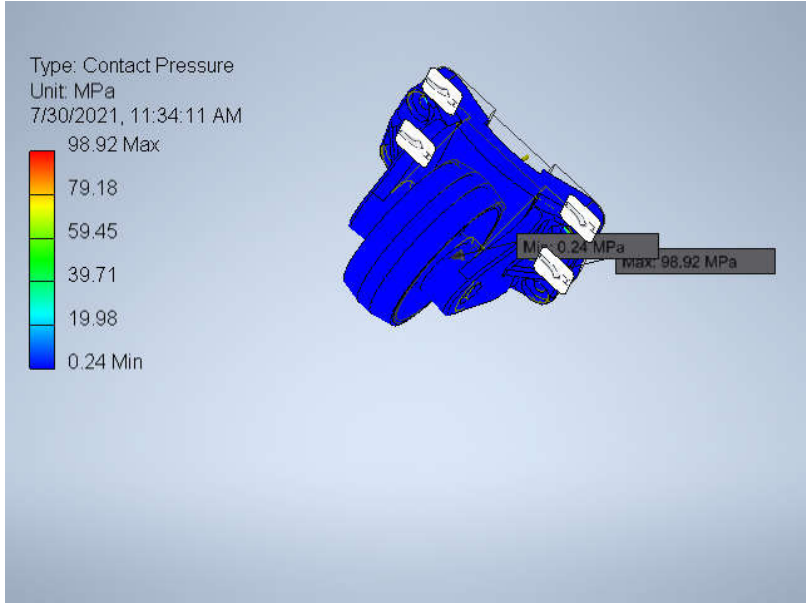 Type: Contact Pressure
Unit: MPa
7/30/2021, 11:34:11 AM
98.92 Max
79.18
59.45
39.71
19.98
0.24 Min
Min: 0.24 MPa
Max: 98.92 MPa